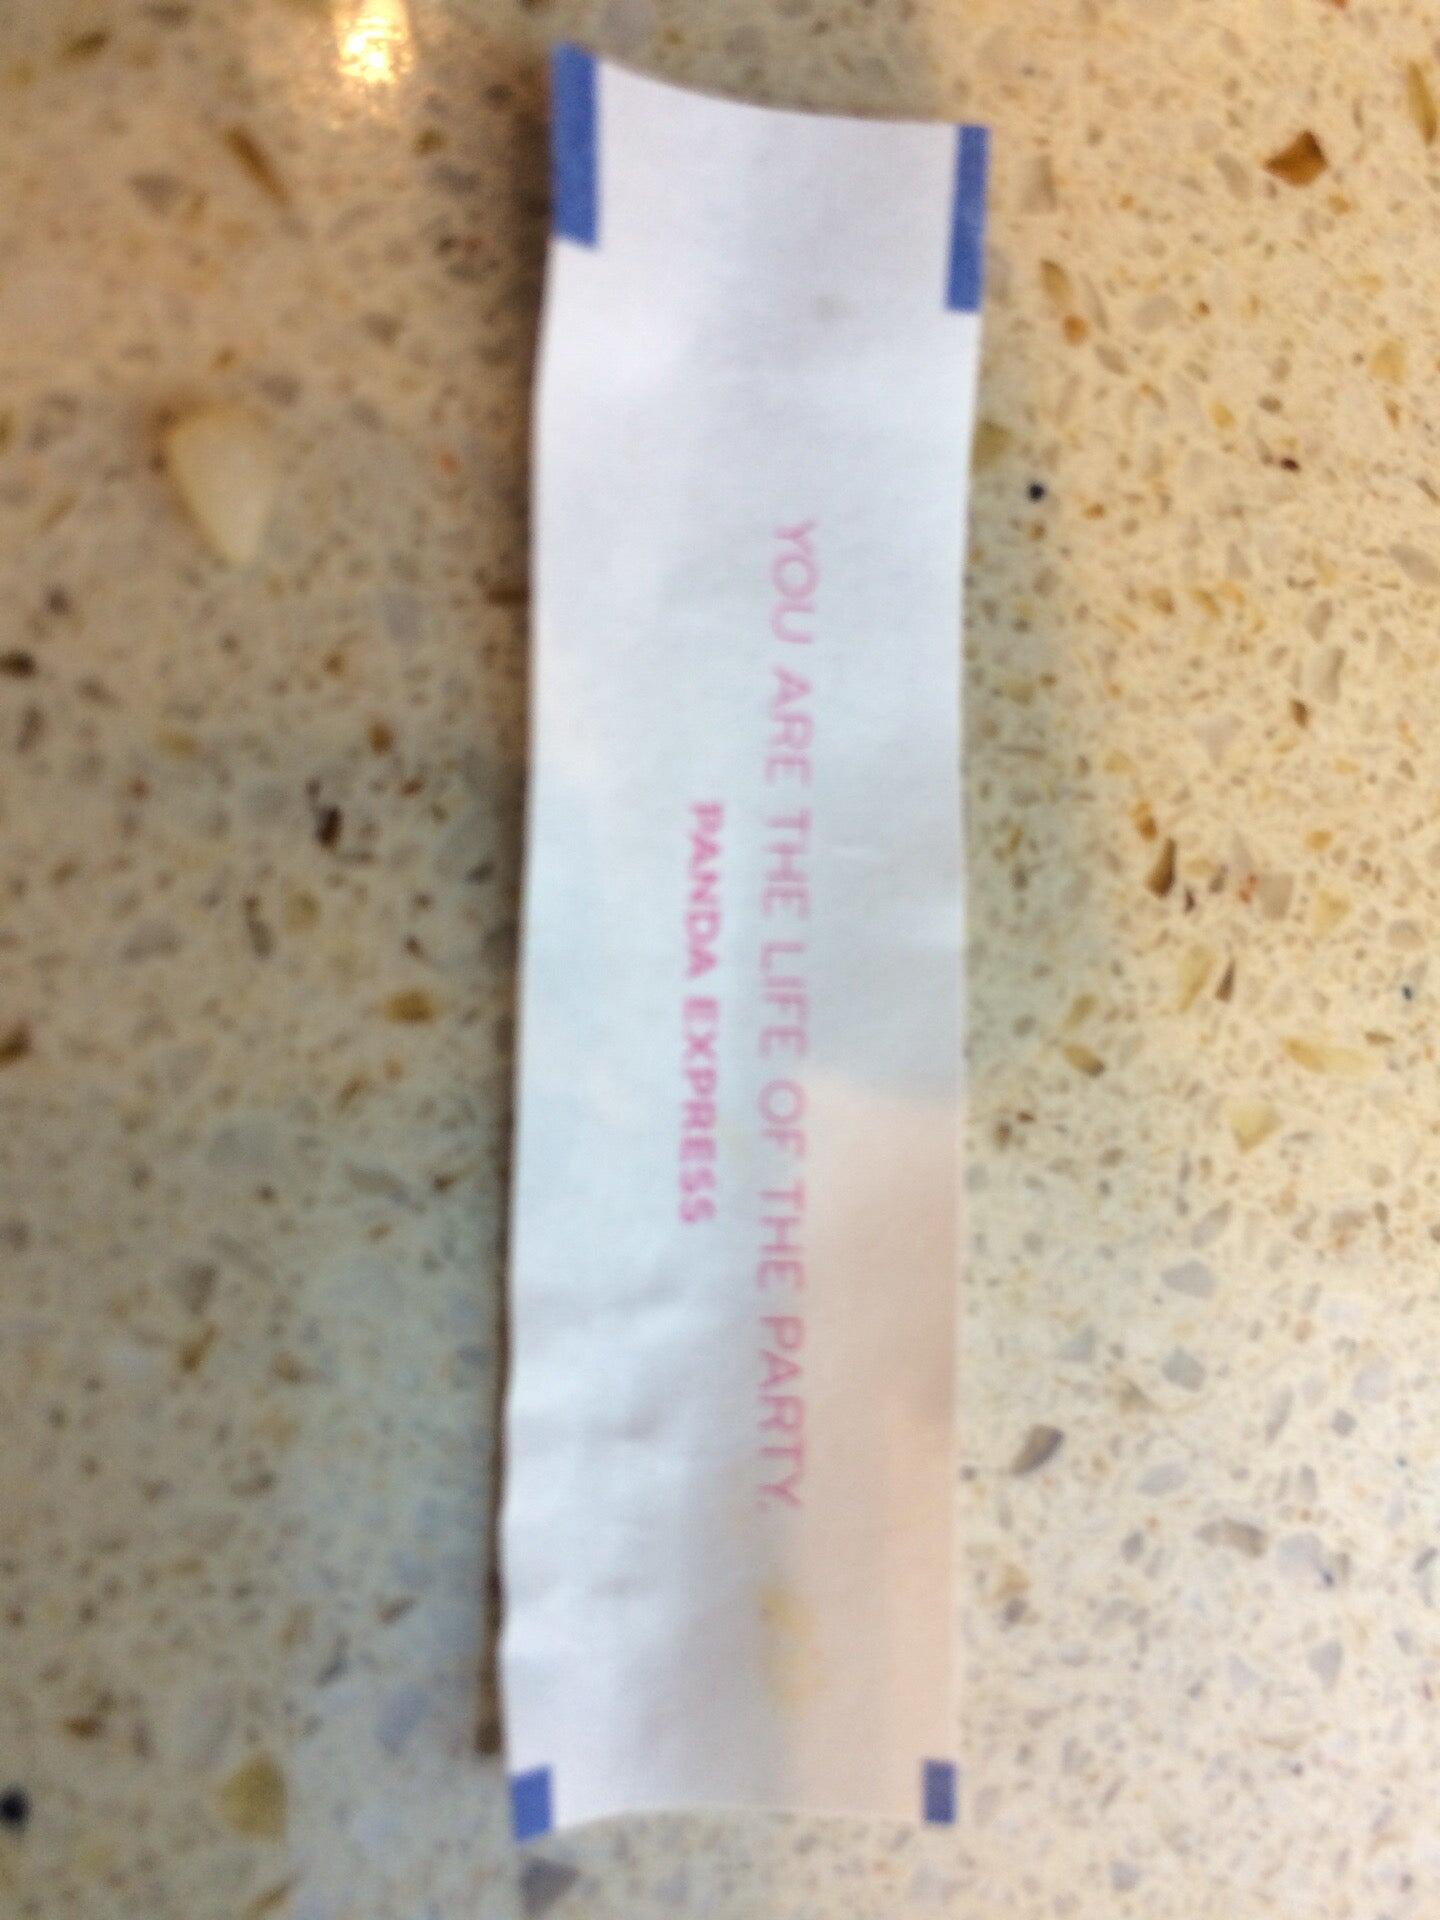 YOU ARE THE LIFE OF THE PARTY.
PANDA EXPRESS